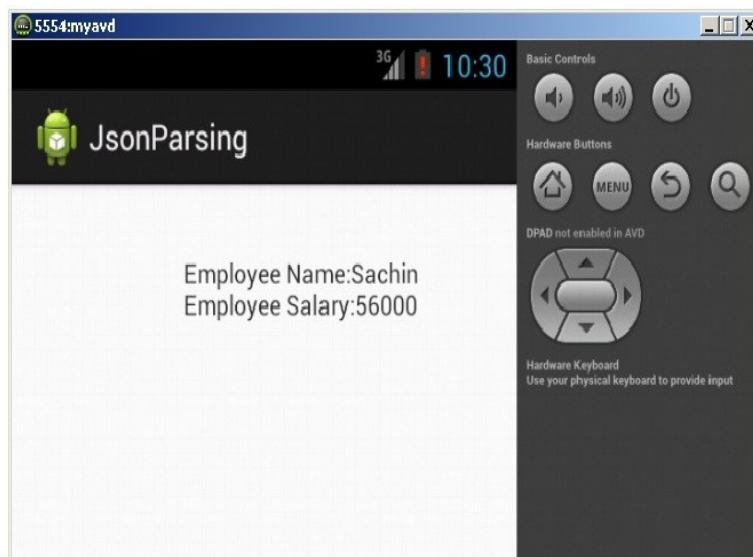 5554:myavd
3G
10:30
JsonParsing
Employee Name:Sachin
Employee Salary:56000
Basic Controls
Hardware Buttons
MENU
DPAD not enabled in AVD
Hardware Keyboard
Use your physical keyboard to provide input